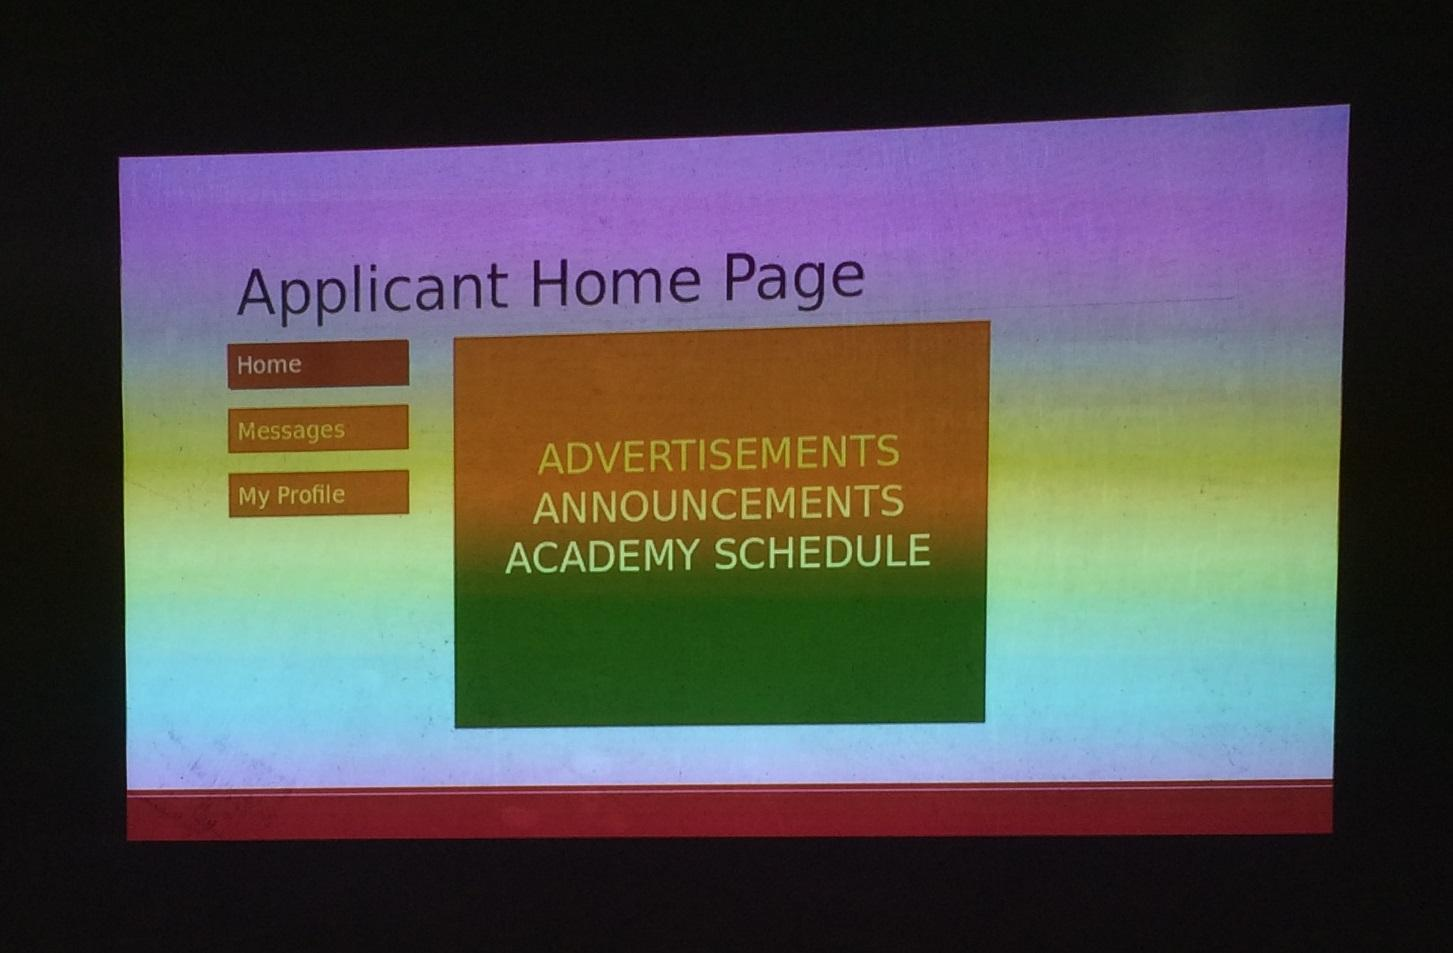 Applicant Home Page
Home
Messages
My Profile
ADVERTISEMENTS
ANNOUNCEMENTS
ACADEMY SCHEDULE